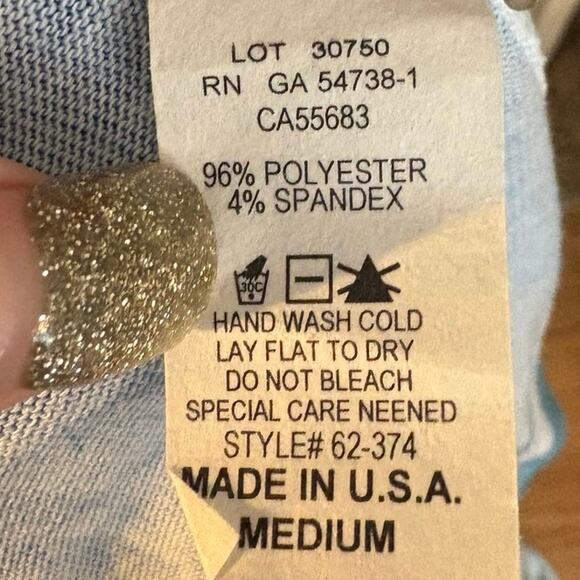 LOT 30750
RN GA 54738-1
CA55683
96% POLYESTER
4% SPANDEX
30C
HAND WASH COLD
LAY FLAT TO DRY
DO NOT BLEACH
SPECIAL CARE NEENED
STYLE# 62-374
MADE IN U.S.A.
MEDIUM